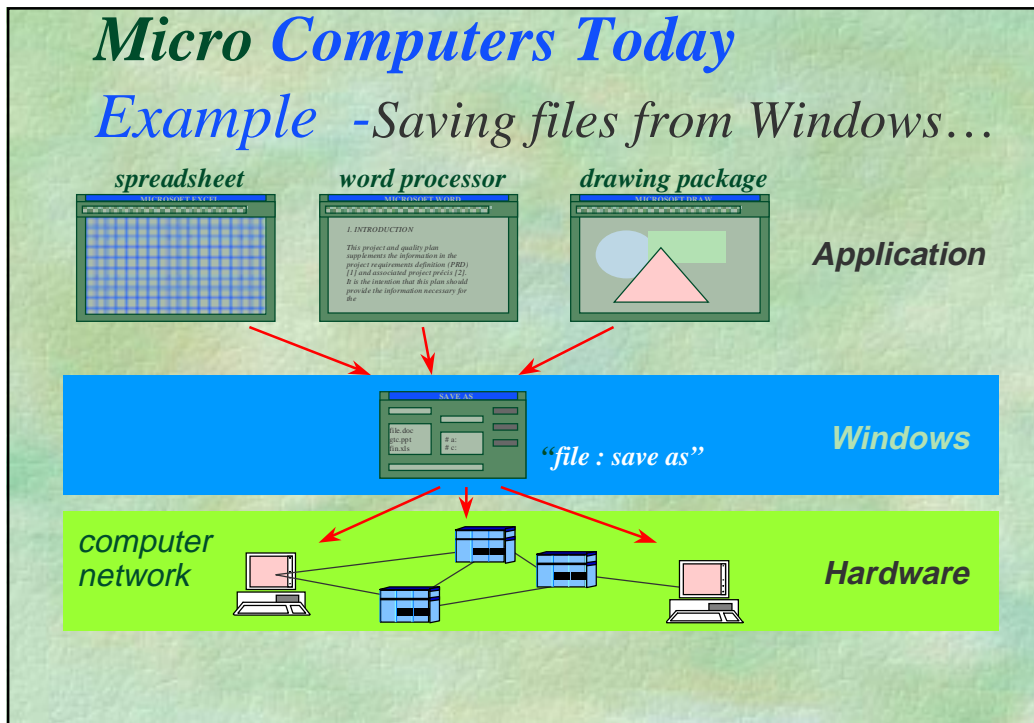 Micro Computers Today
Example -Saving files from Windows…
spreadsheet
word processor
drawing package
MICROSOFT EXCEL
MICROSOFT WORD
MICROSOFT DRAW
1. INTRODUCTION
This project and quality plan
supplements the information in the
project requirements definition (PRD)
[1] and associated project précis [2].
It is the intention that this plan should
provide the information necessary for
the
Application
SAVE AS
file.doc
gtc.ppt
fin.xls
# a:
# c:
“file : save as”
Windows
computer
network
Hardware